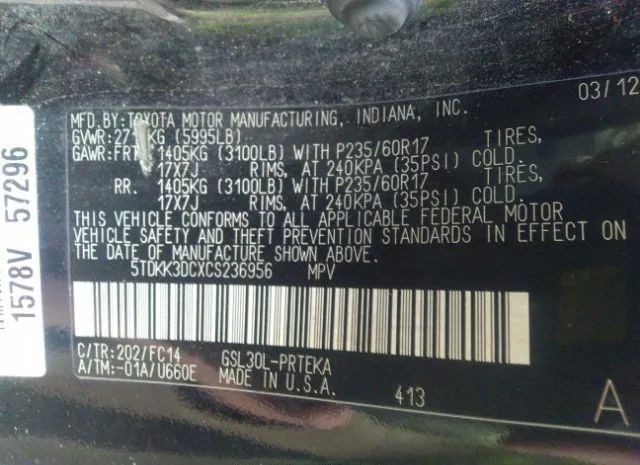 03/12
MFD.BY:TOYOTA MOTOR MANUFACTURING, INDIANA, INC.
GVWR: (5995LB)
GAWR:FRT. 1405KG (3100LB) WITH P235/60R17 TIRES,
17X7J RIMS, AT 240KPA (35PSI) COLD.
RR. 1405KG (3100LB) WITH P235/60R17 TIRES,
17X7J RIMS, AT 240KPA (35PSI) COLD.
THIS VEHICLE CONFORMS TO ALL APPLICABLE FEDERAL MOTOR
VEHICLE SAFETY AND THEFT PREVENTION STANDARDS IN EFFECT ON
THE DATE OF MANUFACTURE SHOWN ABOVE.
5TDKK3DCXCS236956 MPV
C/TR:202/FC14 GSL30L-PRTEKA
A/TM:-01A/U660E MADE IN U.S.A.
413
A
1578V 57296